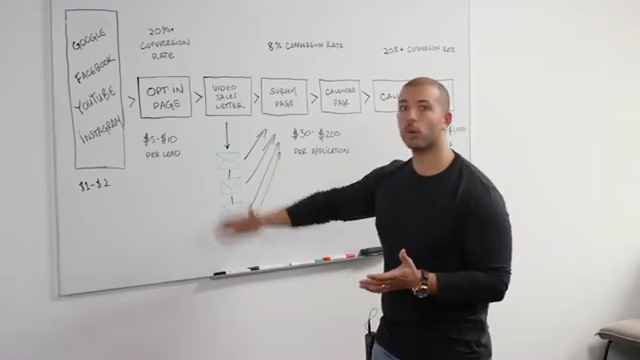 GOOGLE
FACEBOOK
YOUTUBE
INSTAGRAM
$1-$2
20%+
CONVERSION
RATE
OPT-IN
PAGE
$5-$10
PER LEAD
VIDEO
SALES
LETTER
8% CONVERSION RATE
SURVEY
PAGE
$30-$200
PER APPLICATION
CALENDAR
PAGE
20%+ CONVERSION RATE